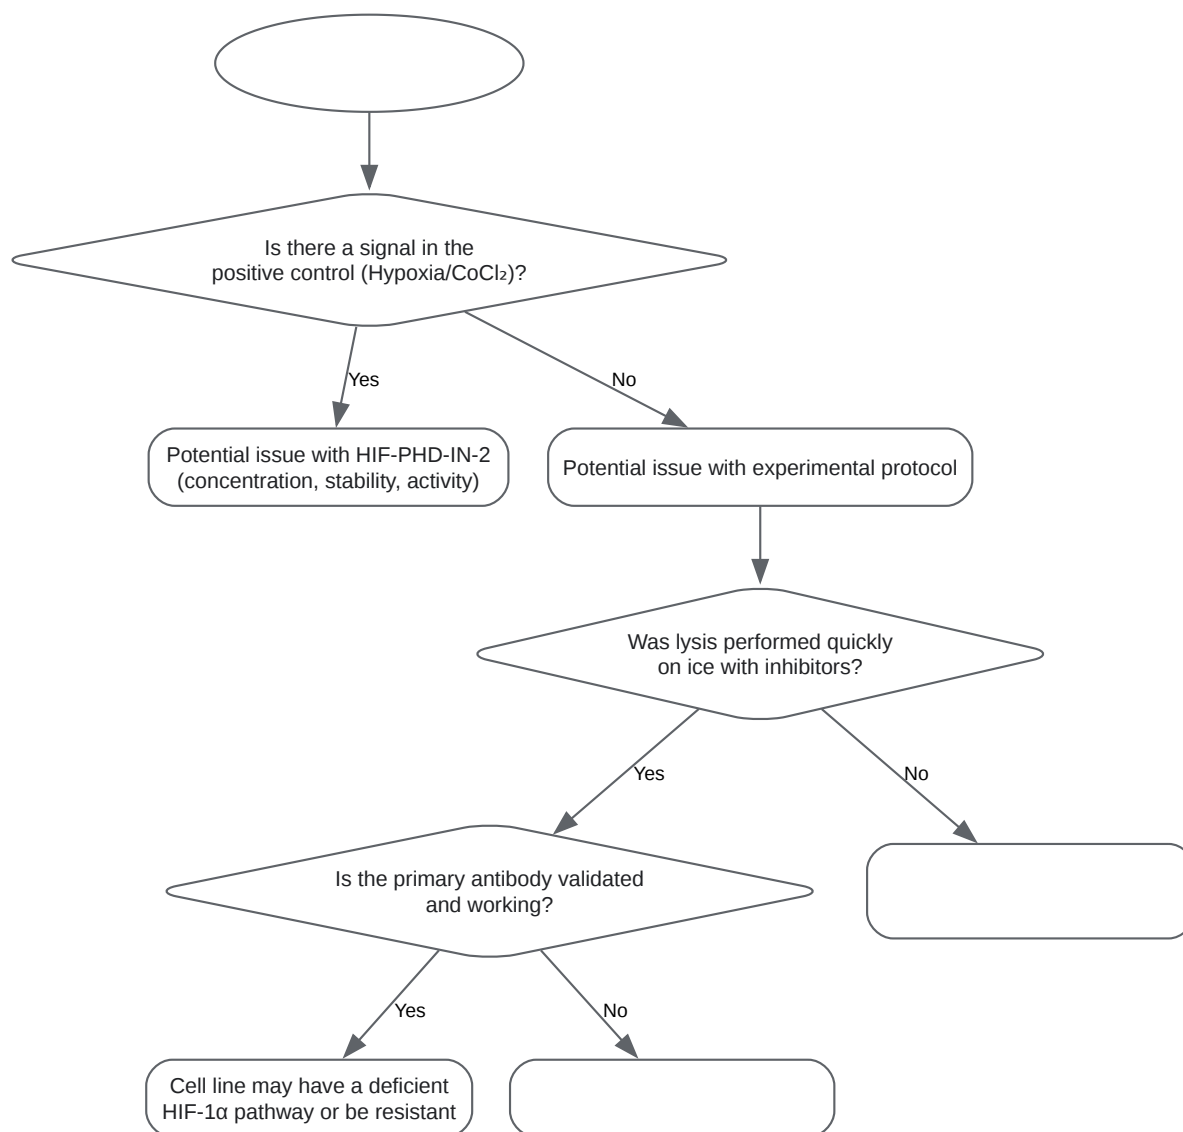 Is there a signal in the
positive control (Hypoxia/CoCl₂)?
Yes
No
Potential issue with HIF-PHD-IN-2
(concentration, stability, activity)
Potential issue with experimental protocol
Was lysis performed quickly
on ice with inhibitors?
Yes
No
Is the primary antibody validated
and working?
Yes
No
Cell line may have a deficient
HIF-1α pathway or be resistant